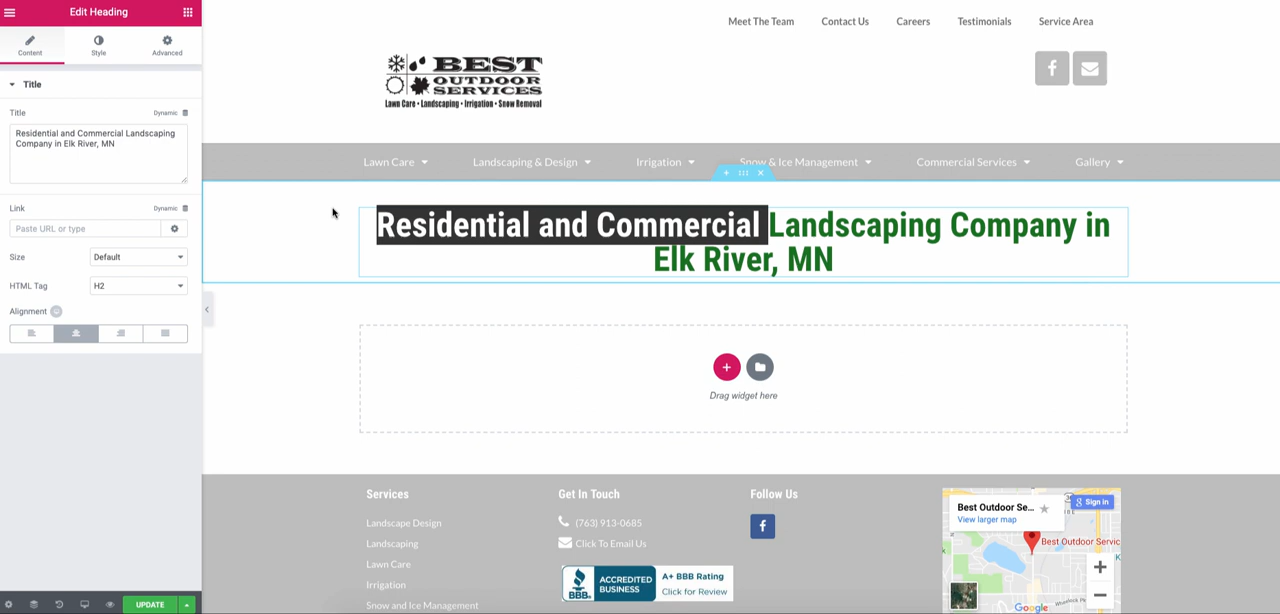 Edit Heading
Content
Style
Advanced
Title
Title
Dynamic
Residential and Commercial Landscaping
Company in Elk River, MN
Link
Dynamic
Paste URL or type
Size
Default
HTML Tag
H2
Alignment
UPDATE
Meet The Team
Contact Us
Careers
Testimonials
Service Area
BEST
OUTDOOR
SERVICES
Lawn Care • Landscaping • Irrigation • Snow Removal
Lawn Care
Landscaping & Design
Irrigation
Snow & Ice Management
Commercial Services
Gallery
Residential and Commercial Landscaping Company in
Elk River, MN
Drag widget here
Services
Landscape Design
Landscaping
Lawn Care
Irrigation
Snow and Ice Management
Get In Touch
(763) 913-0685
Click To Email Us
BBB.
ACCREDITED
BUSINESS
A+ BBB Rating
Click for Review
Follow Us
Best Outdoor Se...
View larger map
Sign in
Best Outdoor Servic
Google